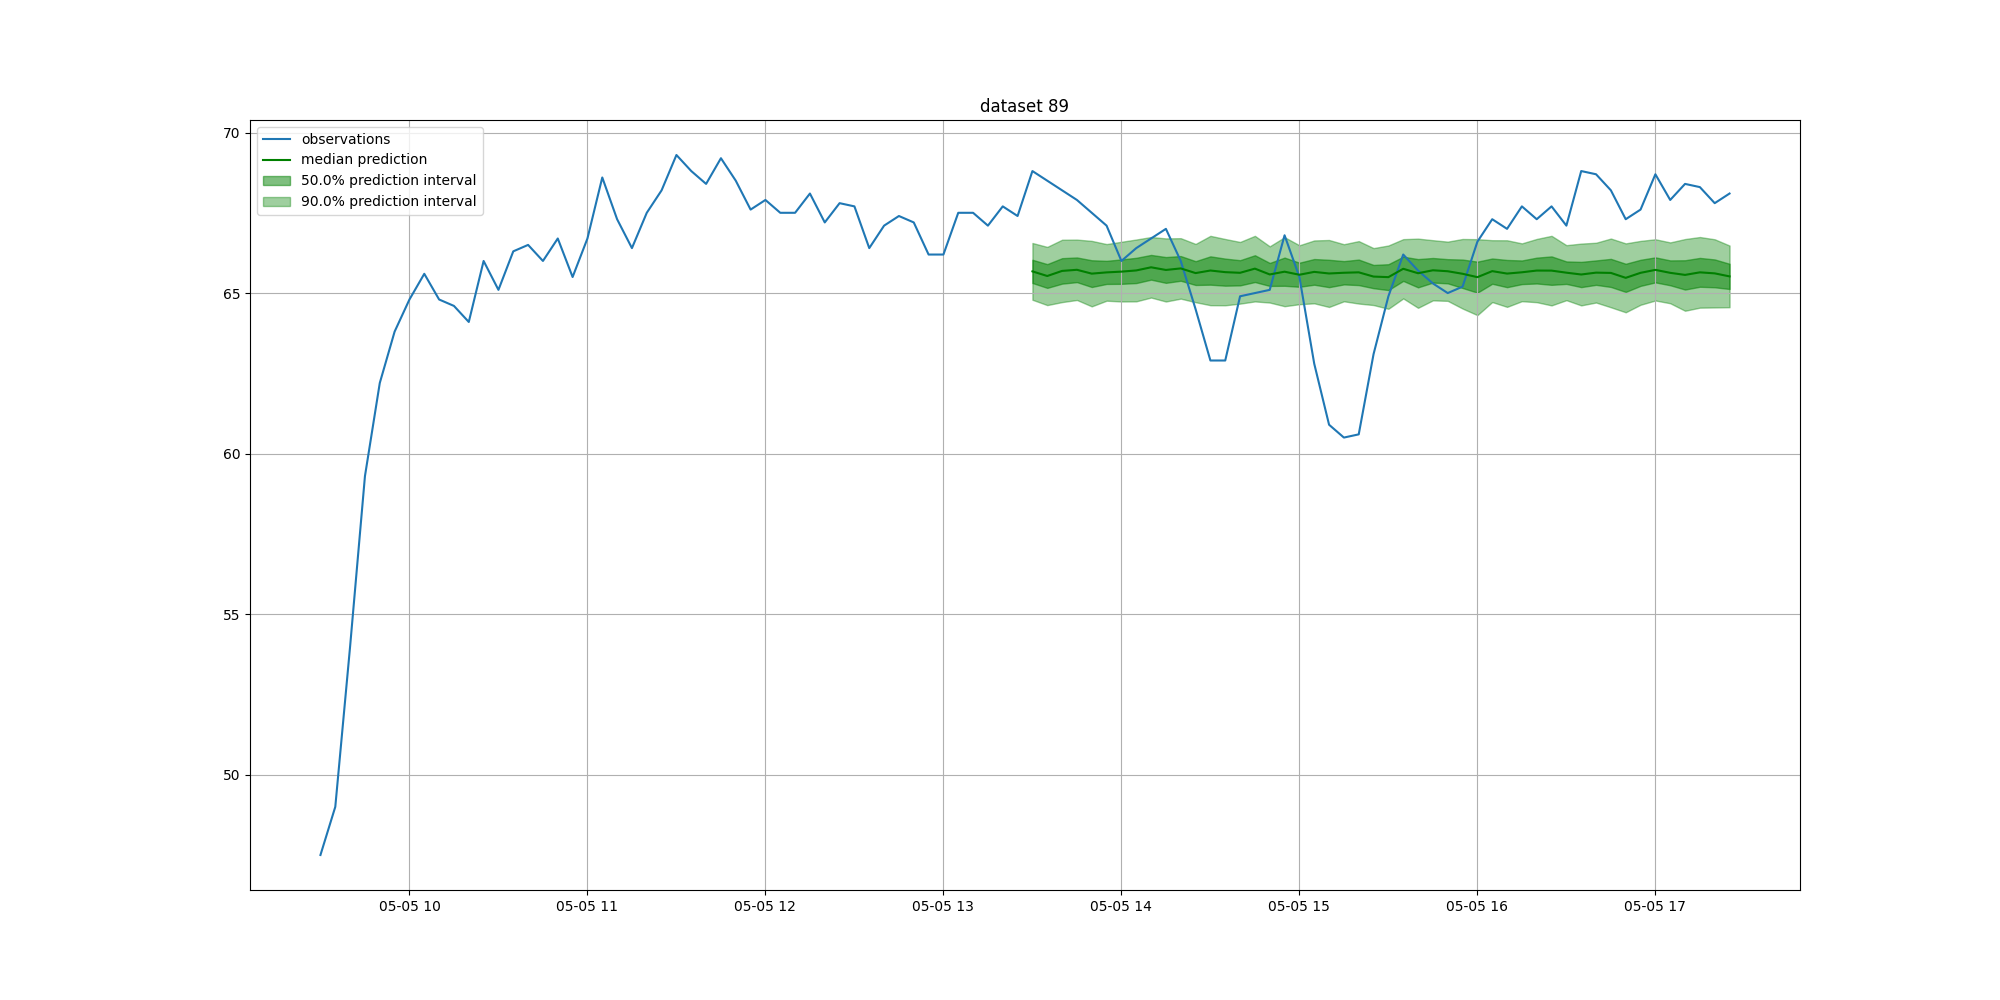 dataset 89
observations
median prediction
50.0% prediction interval
90.0% prediction interval
70
65
60
55
50
05-05 10
05-05 11
05-05 12
05-05 13
05-05 14
05-05 15
05-05 16
05-05 17